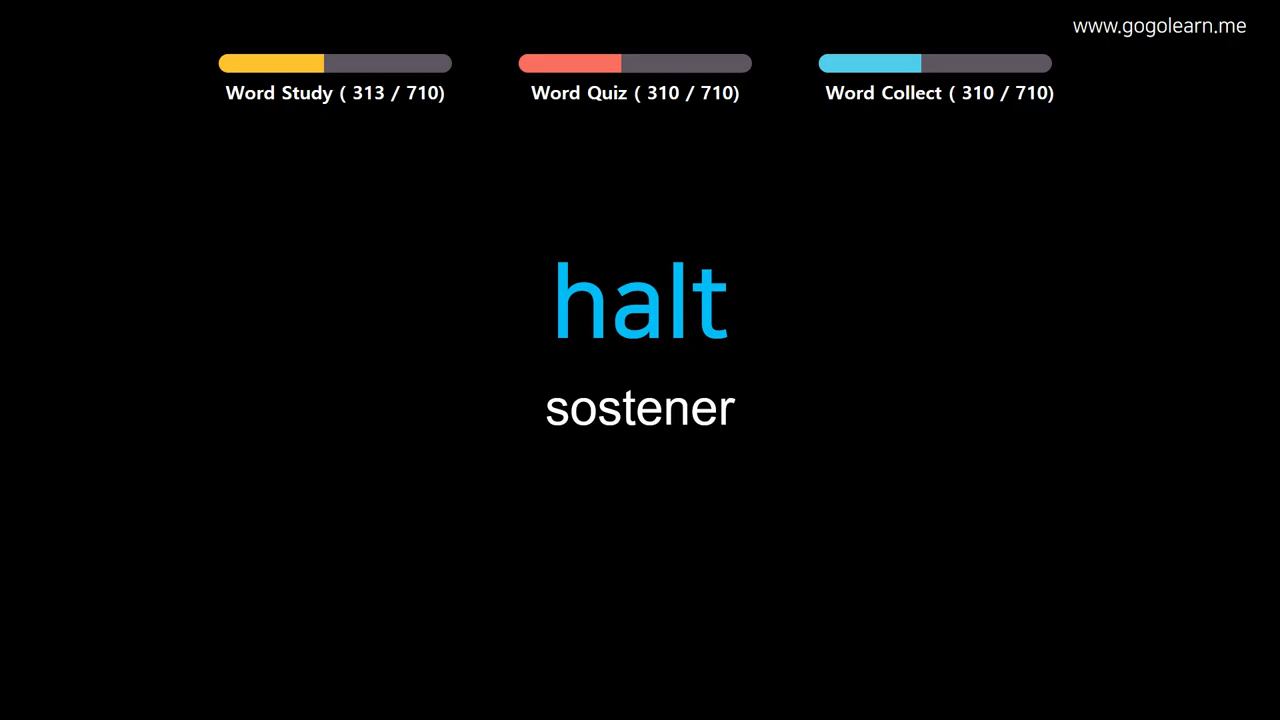 www.gogolearn.me
Word Study ( 313 / 710)
Word Quiz ( 310 / 710)
Word Collect ( 310 / 710)
halt
sostener